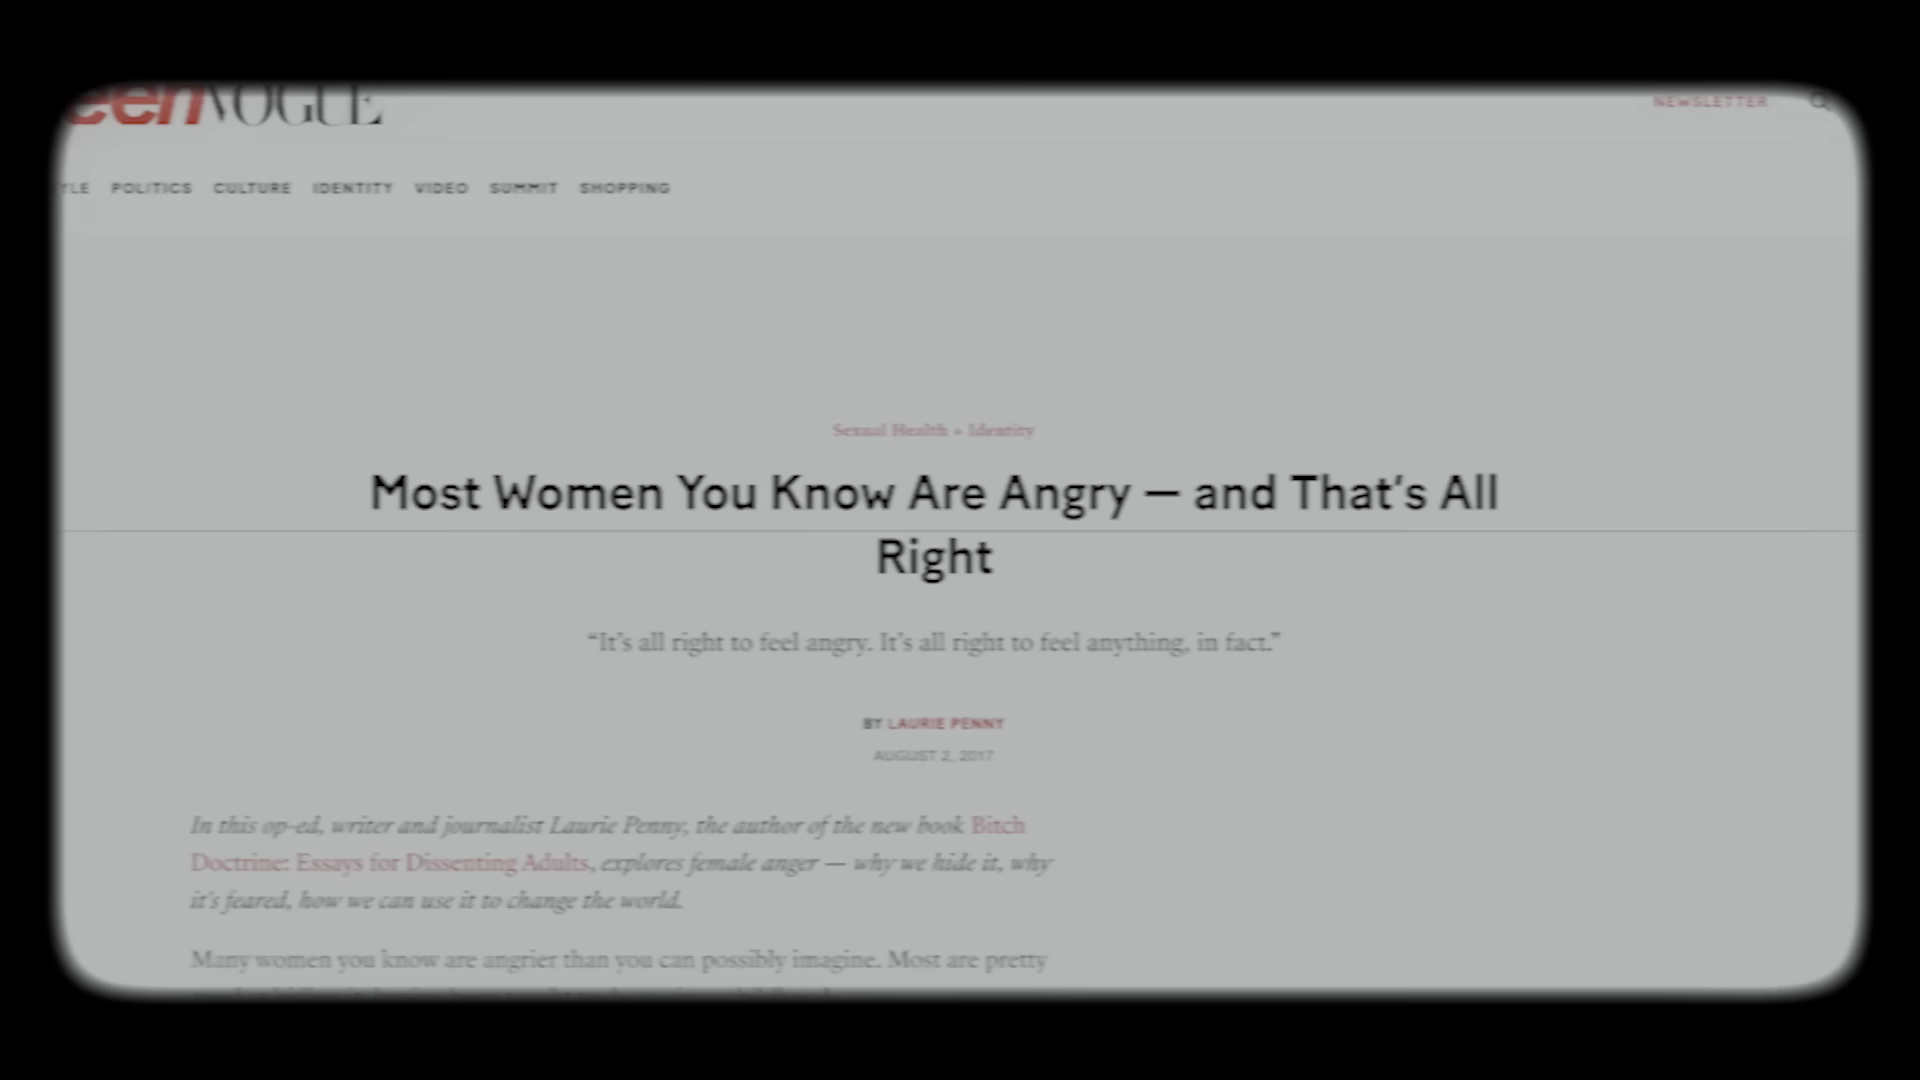 een VOGUE
NEWSLETTER
YLE POLITICS CULTURE IDENTITY VIDEO SUMMIT SHOPPING
Sexual Health + Identity
Most Women You Know Are Angry — and That's All
Right
“It's all right to feel angry. It's all right to feel anything, in fact.”
BY LAURIE PENNY
AUGUST 2, 2017
In this op-ed, writer and journalist Laurie Penny, the author of the new book Bitch
Doctrine: Essays for Dissenting Adults, explores female anger — why we hide it, why
it's feared, how we can use it to change the world.
Many women you know are angrier than you can possibly imagine. Most are pretty